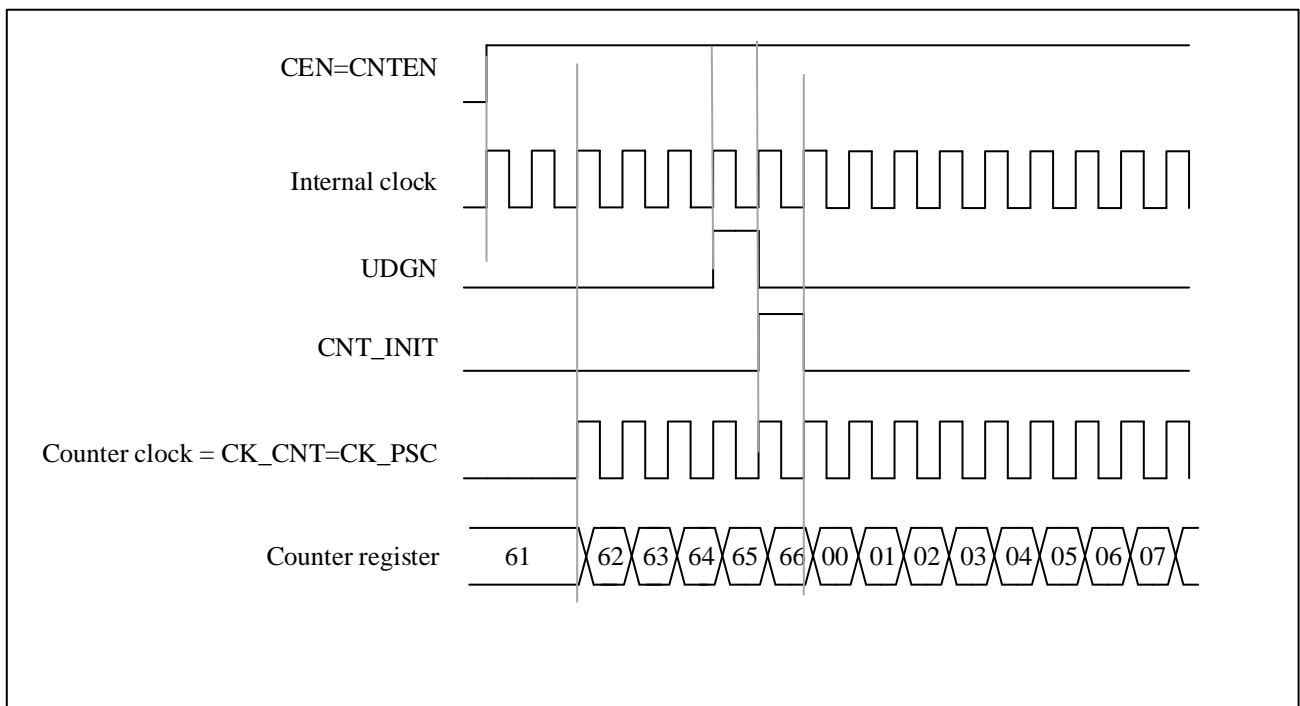 CEN=CNTEN
Internal clock
UDGN
CNT_INIT
Counter clock = CK_CNT=CK_PSC
Counter register 61 62 63 64 65 66 00 01 02 03 04 05 06 07